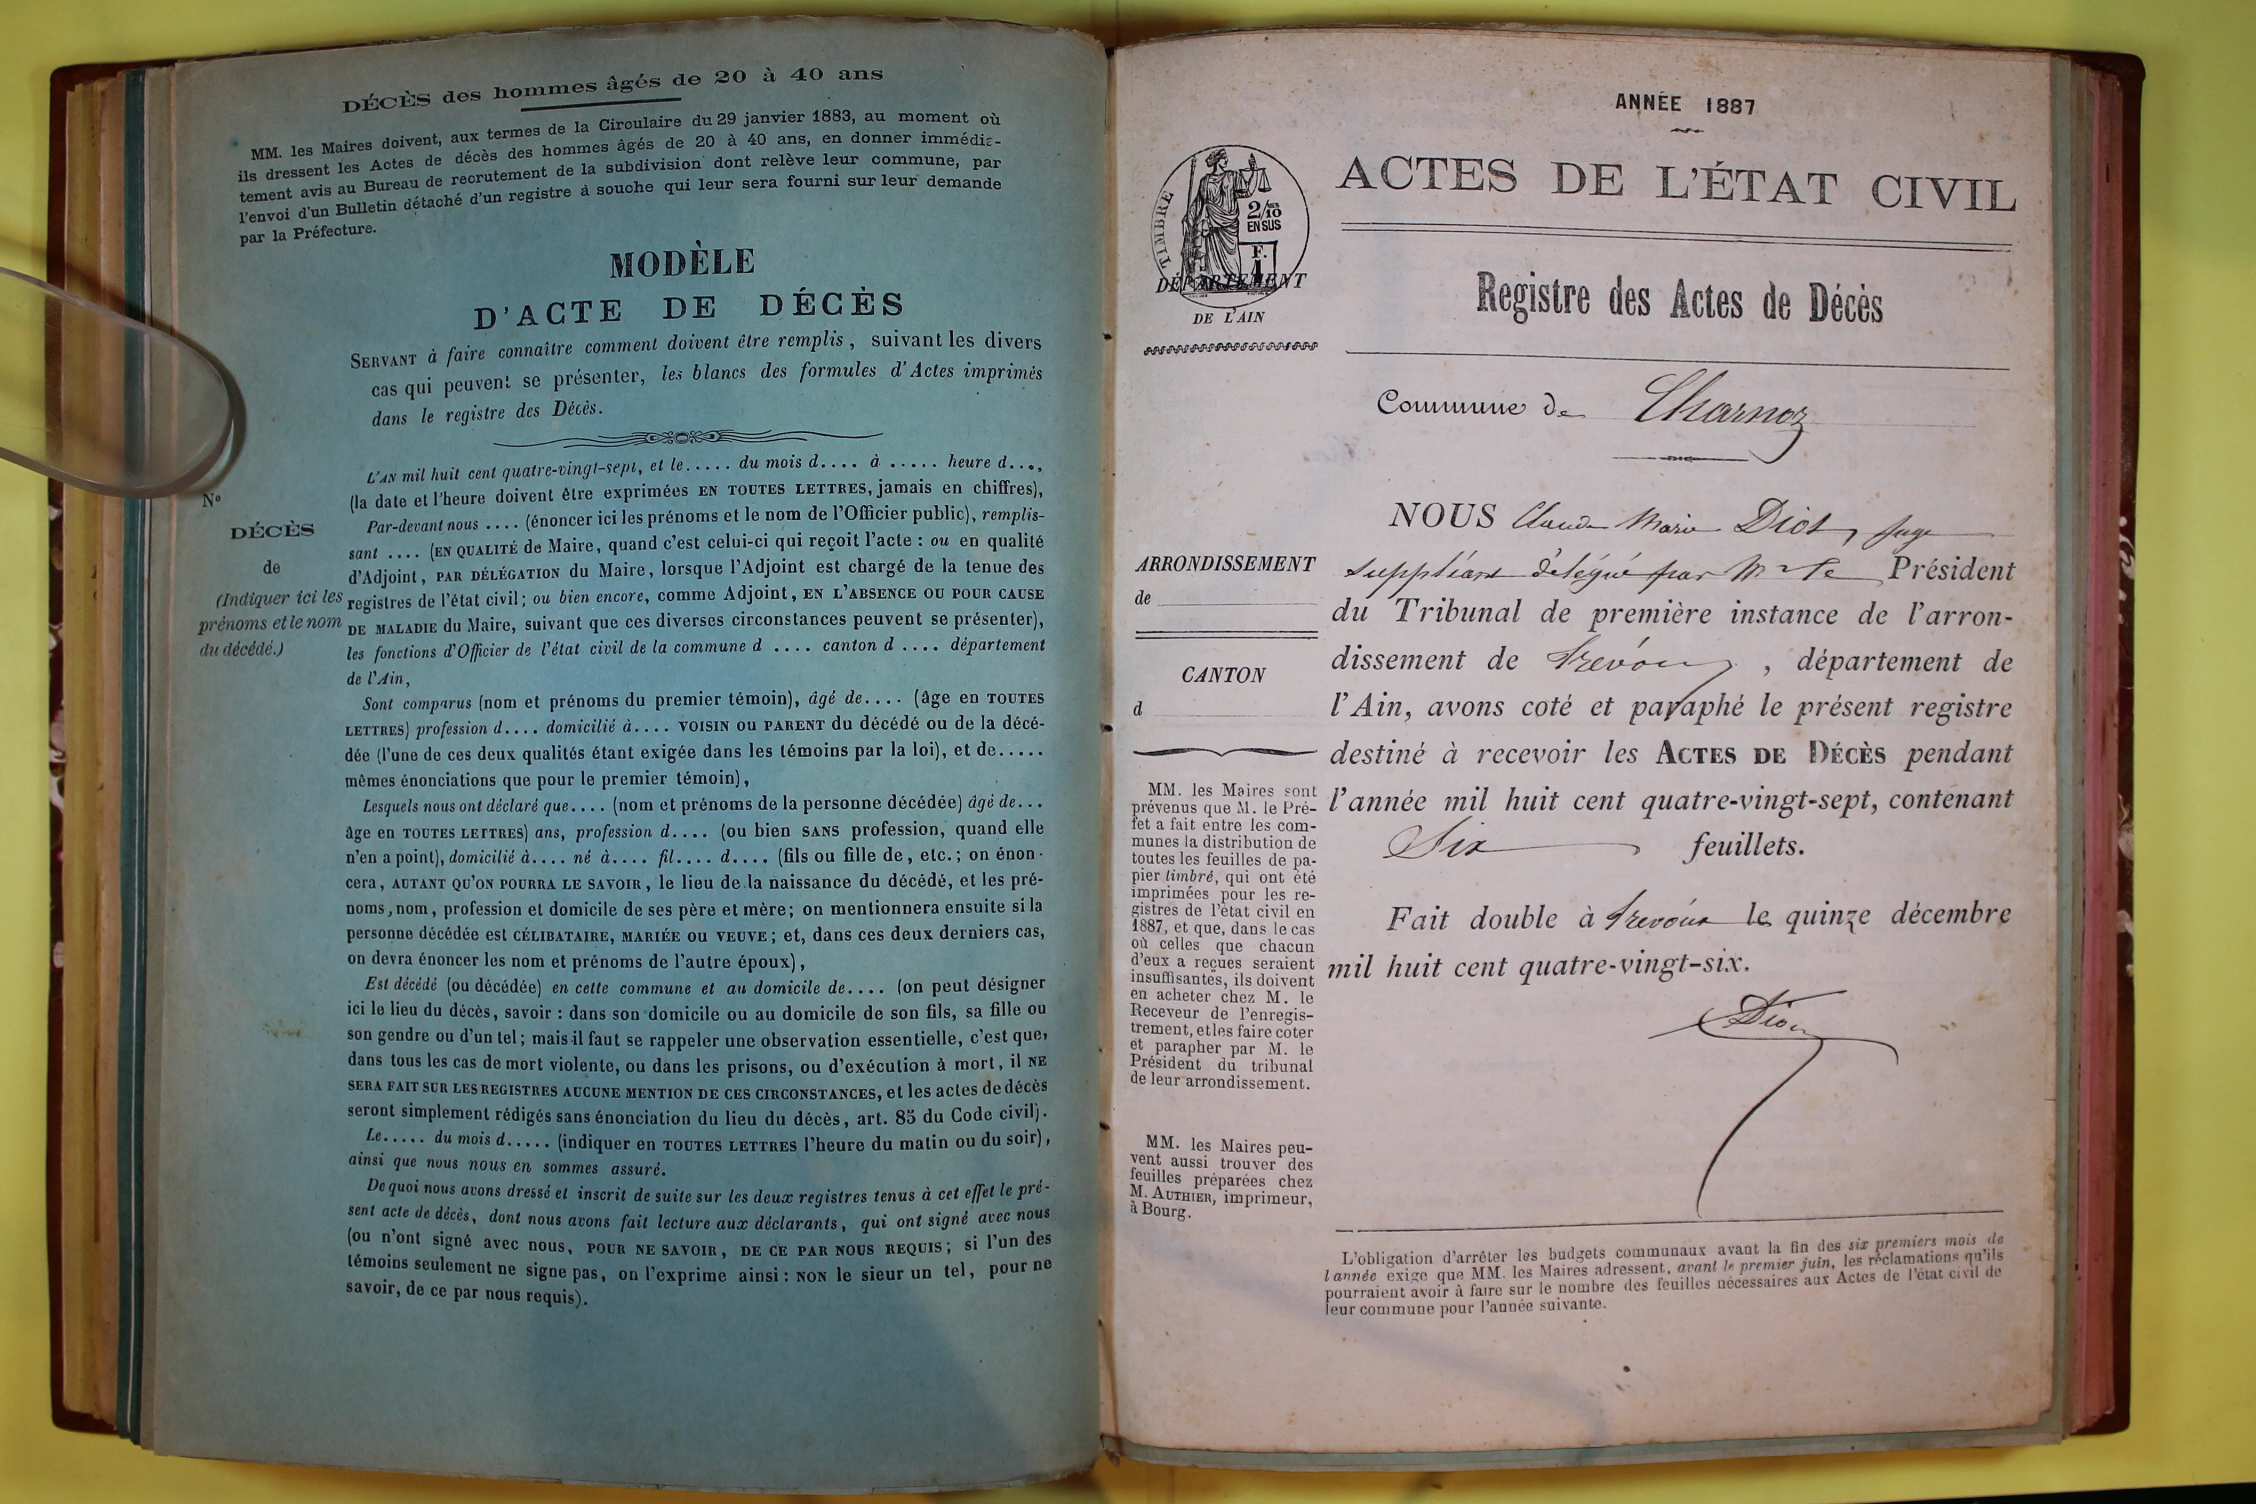 DÉCÈS des hommes âgés de 20 à 40 ans
MM. les Maires doivent, aux termes de la Circulaire du 29 janvier 1883, au moment où
ils dressent les Actes de décès des hommes âgés de 20 à 40 ans, en donner immédia-
tement avis au Bureau de recrutement de la subdivision dont relève leur commune, par
l'envoi d'un Bulletin détaché d'un registre à souche qui leur sera fourni sur leur demande
par la Préfecture.
MODÈLE
D'ACTE DE DÉCÈS
SERVANT à faire connaître comment doivent être remplis, suivant les divers
cas qui peuvent se présenter, les blancs des formules d'Actes imprimés
dans le registre des Décès.
N°
DÉCÈS
de
(Indiquer ici les
prénoms et le nom
du décédé.)
L'AN mil huit cent quatre-vingt-sept, et le..... du mois d.... à ..... heure d...,
(la date et l'heure doivent être exprimées EN TOUTES LETTRES, jamais en chiffres),
Par-devant nous .... (énoncer ici les prénoms et le nom de l'Officier public), remplis-
sant .... (EN QUALITÉ de Maire, quand c'est celui-ci qui reçoit l'acte : ou en qualité
d'Adjoint, PAR DÉLÉGATION du Maire, lorsque l'Adjoint est chargé de la tenue des
registres de l'état civil; ou bien encore, comme Adjoint, EN L'ABSENCE OU POUR CAUSE
DE MALADIE du Maire, suivant que ces diverses circonstances peuvent se présenter),
les fonctions d'Officier de l'état civil de la commune d .... canton d .... département
de l'Ain,
Sont comparus (nom et prénoms du premier témoin), âgé de.... (âge en TOUTES
LETTRES) profession d.... domicilié à.... VOISIN OU PARENT du décédé ou de la décé-
dée (l'une de ces deux qualités étant exigée dans les témoins par la loi), et de.....
mêmes énonciations que pour le premier témoin),
Lesquels nous ont déclaré que.... (nom et prénoms de la personne décédée) âgé de...
âge en TOUTES LETTRES) ans, profession d.... (ou bien SANS profession, quand elle
n'en a point), domicilié à.... né à.... fil.... d.... (fils ou fille de, etc.; on énon-
cera, AUTANT QU'ON POURRA LE SAVOIR, le lieu de la naissance du décédé, et les pré-
noms, nom, profession et domicile de ses père et mère; on mentionnera ensuite si la
personne décédée est CÉLIBATAIRE, MARIÉE OU VEUVE; et, dans ces deux derniers cas,
on devra énoncer les nom et prénoms de l'autre époux),
Est décédé (ou décédée) en cette commune et au domicile de.... (on peut désigner
ici le lieu du décès, savoir : dans son domicile ou au domicile de son fils, sa fille ou
son gendre ou d'un tel; mais il faut se rappeler une observation essentielle, c'est que,
dans tous les cas de mort violente, ou dans les prisons, ou d'exécution à mort, il NE
SERA FAIT SUR LES REGISTRES AUCUNE MENTION DE CES CIRCONSTANCES, et les actes de décès
seront simplement rédigés sans énonciation du lieu du décès, art. 85 du Code civil).
Le..... du mois d..... (indiquer en TOUTES LETTRES l'heure du matin ou du soir),
ainsi que nous nous en sommes assuré.
De quoi nous avons dressé et inscrit de suite sur les deux registres tenus à cet effet le pré-
sent acte de décès, dont nous avons fait lecture aux déclarants, qui ont signé avec nous
(ou n'ont signé avec nous, POUR NE SAVOIR, DE CE PAR NOUS REQUIS; si l'un des
témoins seulement ne signe pas, on l'exprime ainsi : NON le sieur un tel, pour ne
savoir, de ce par nous requis).
ANNÉE 1887
ACTES DE L'ÉTAT CIVIL
TIMBRE
2/10
EN SUS
F.
1
DÉPARTEMENT
DE L'AIN
Registre des Actes de Décès
Commune de Charnoz
ARRONDISSEMENT
de
CANTON
d
MM. les Maires sont
prévenus que M. le Pré-
fet a fait entre les com-
munes la distribution de
toutes les feuilles de pa-
pier timbré, qui ont été
imprimées pour les re-
gistres de l'état civil en
1887, et que, dans le cas
où celles que chacun
d'eux a reçues seraient
insuffisantes, ils doivent
en acheter chez M. le
Receveur de l'enregis-
trement, et les faire coter
et parapher par M. le
Président du tribunal
de leur arrondissement.
MM. les Maires peu-
vent aussi trouver des
feuilles préparées chez
M. AUTHIER, imprimeur,
à Bourg.
NOUS Claude Marie Diot, juge
suppléant délégué par Mr le Président
du Tribunal de première instance de l'arron-
dissement de Trévoux, département de
l'Ain, avons coté et paraphé le présent registre
destiné à recevoir les ACTES DE DÉCÈS pendant
l'année mil huit cent quatre-vingt-sept, contenant
Six feuillets.
Fait double à Trévoux le quinze décembre
mil huit cent quatre-vingt-six.
Diot
L'obligation d'arrêter les budgets communaux avant la fin des six premiers mois de
l'année exige que MM. les Maires adressent, avant le premier juin, les réclamations qu'ils
pourraient avoir à faire sur le nombre des feuilles nécessaires aux Actes de l'état civil de
leur commune pour l'année suivante.